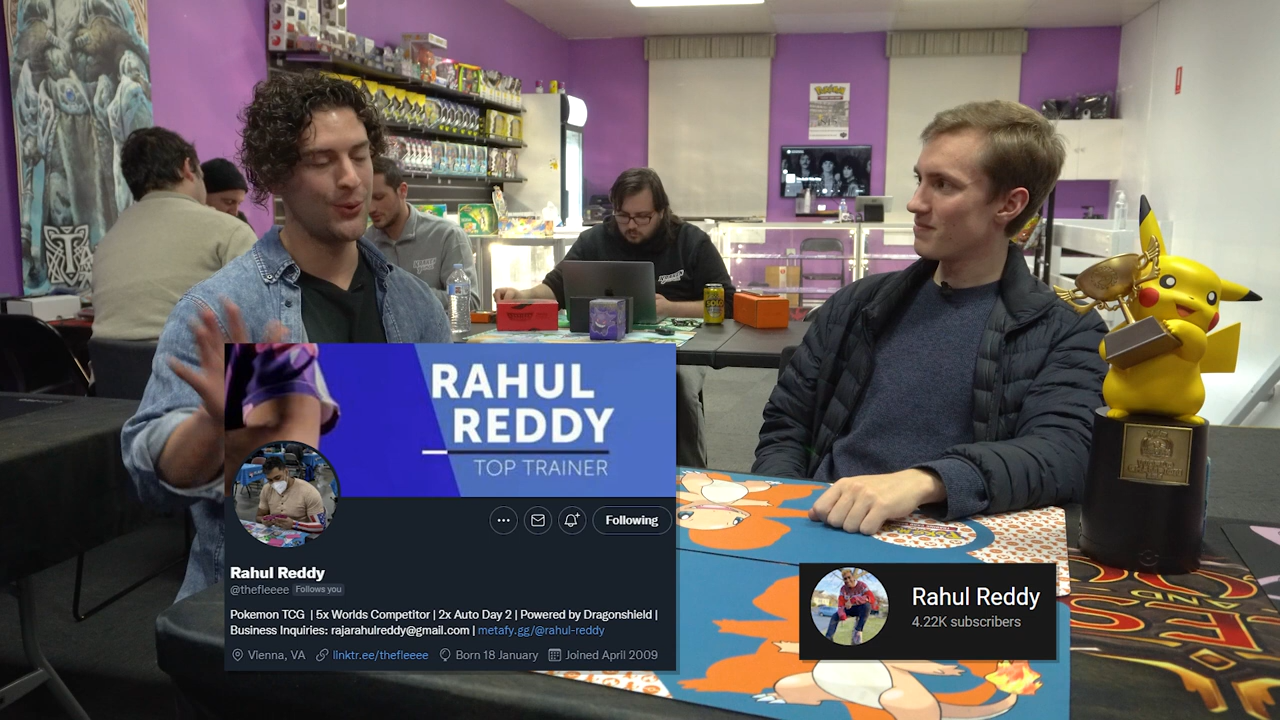 RAHUL
REDDY
TOP TRAINER
Following
Rahul Reddy
@thefleeee Follows you
Pokemon TCG | 5x Worlds Competitor | 2x Auto Day 2 | Powered by Dragonshield |
Business Inquiries: rajarahulreddy@gmail.com | metafy.gg/@rahul-reddy
Vienna, VA linktr.ee/thefleeee Born 18 January Joined April 2009
Rahul Reddy
4.22K subscribers